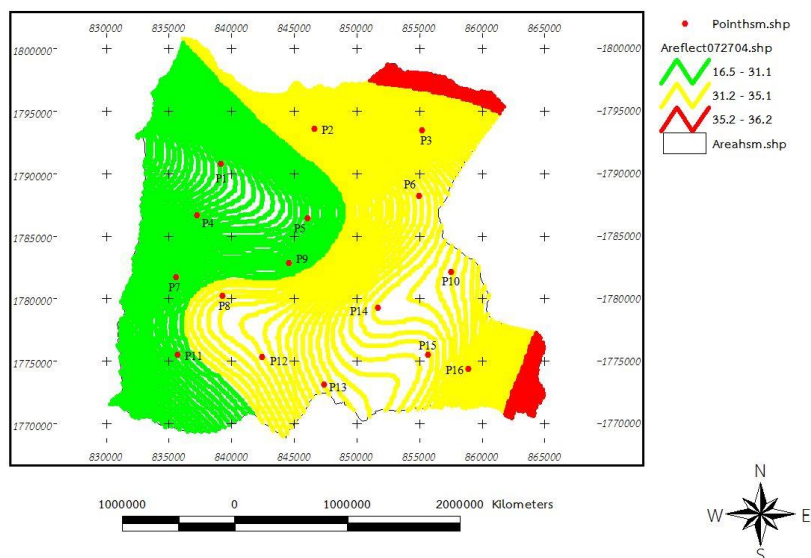 830000 835000 840000 845000 850000 855000 860000 865000
1800000 1800000
1795000 1795000
1790000 1790000
1785000 1785000
1780000 1780000
1775000 1775000
1770000 1770000
830000 835000 840000 845000 850000 855000 860000 865000
P2
P3
P1
P6
P4
P5
P9
P7
P10
P8
P14
P11
P12
P15
P16
P13
Pointhsm.shp
Areflect072704.shp
16.5 - 31.1
31.2 - 35.1
35.2 - 36.2
Areahsm.shp
1000000 0 1000000 2000000 Kilometers
N
W E
S